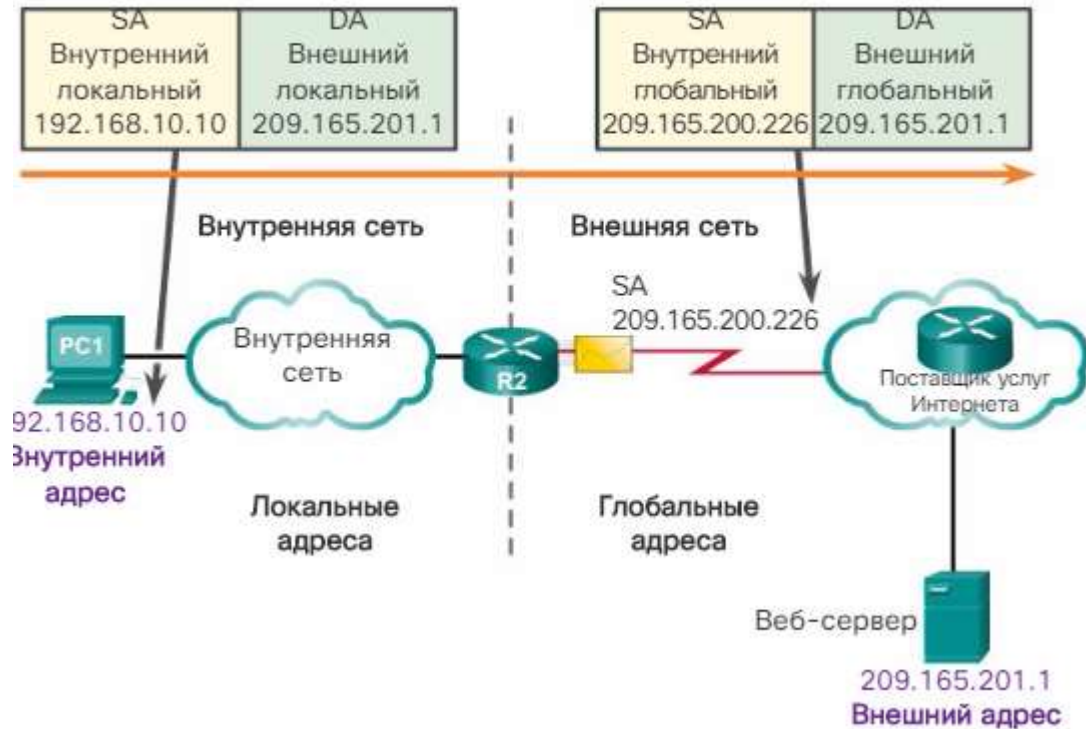 SA
Внутренний
локальный
192.168.10.10
DA
Внешний
локальный
209.165.201.1
SA
Внутренний
глобальный
209.165.200.226
DA
Внешний
глобальный
209.165.201.1
Внутренняя сеть
Внешняя сеть
SA
209.165.200.226
PC1
Внутренняя
сеть
R2
Поставщик услуг
Интернета
92.168.10.10
Внутренний
адрес
Локальные
адреса
Глобальные
адреса
Веб-сервер
209.165.201.1
Внешний адрес